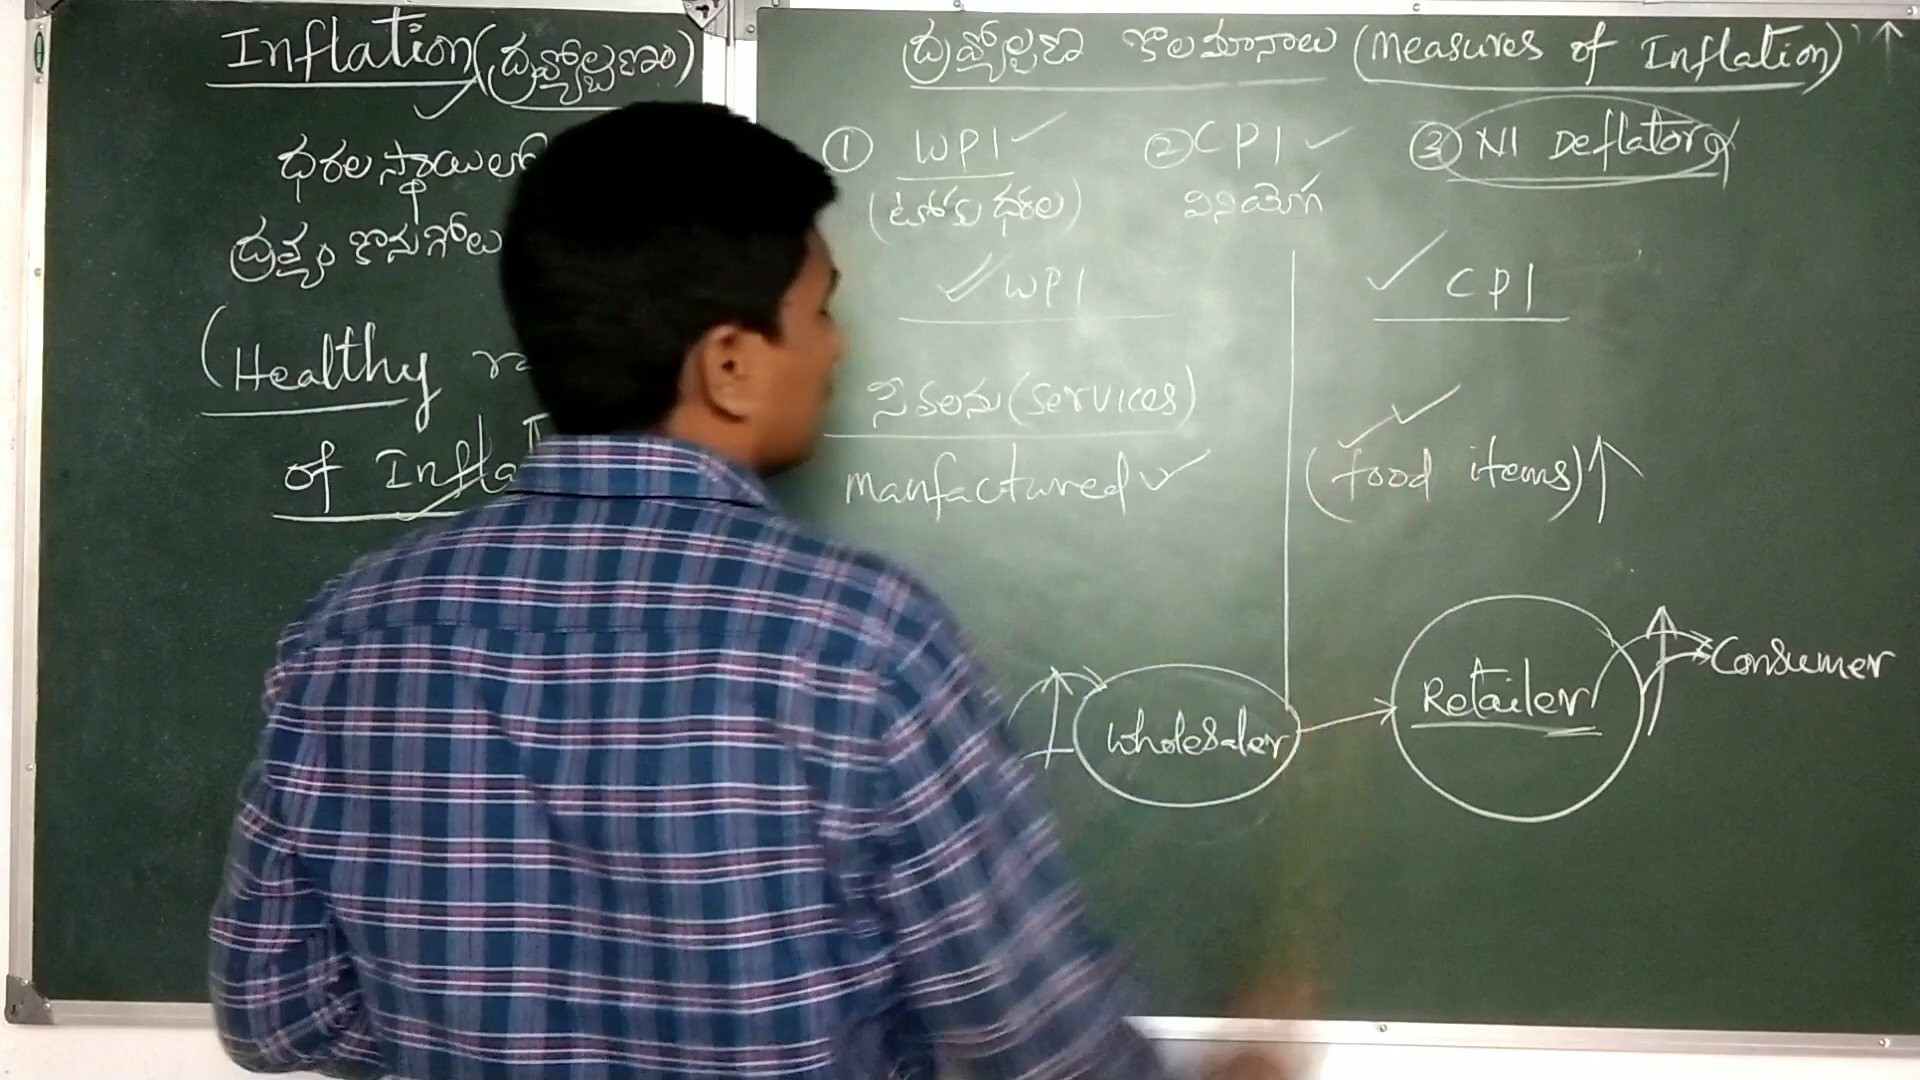 Inflation (ద్రవ్యోల్బణం)
ధరల స్థాయిలో
ద్రవ్యం కొనుగోలు
(Healthy
of Infla
ద్రవ్యోల్బణ కొలమానాలు (Measures of Inflation)
① WPI ② CPI ③ NI Deflator
(టోకు ధరల) వినియోగ
WPI CPI
సేవలను (services)
manfactured (food items)
Wholesaler Retailer Consumer